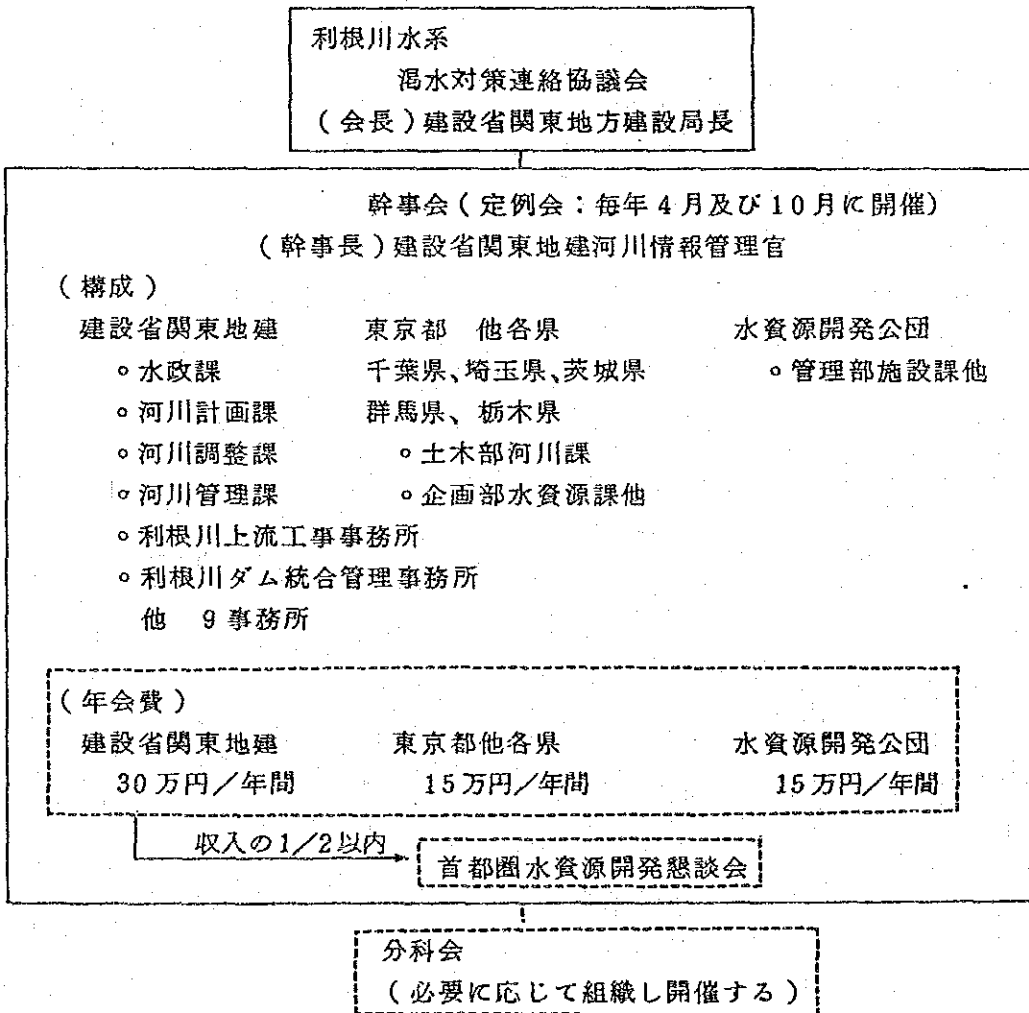 利根川水系
渇水対策連絡協議会
(会長)建設省関東地方建設局長
幹事会(定例会:毎年4月及び10月に開催)
(幹事長)建設省関東地建河川情報管理官
(構成)
建設省関東地建 東京都 他各県 水資源開発公団
○水政課 千葉県、埼玉県、茨城県 ○管理部施設課他
○河川計画課 群馬県、栃木県
○河川調整課 ○土木部河川課
○河川管理課 ○企画部水資源課他
○利根川上流工事事務所
○利根川ダム統合管理事務所
他 9事務所
(年会費)
建設省関東地建 東京都他各県 水資源開発公団
30万円/年間 15万円/年間 15万円/年間
収入の1/2以内
首都圏水資源開発懇談会
分科会
(必要に応じて組織し開催する)